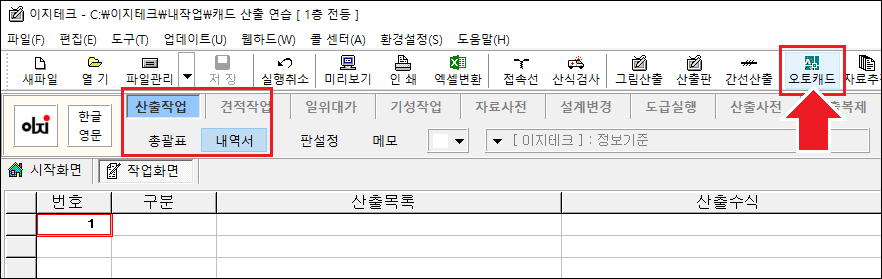 이지테크 - C:₩이지테크₩내작업₩캐드 산출 연습 [ 1층 전등 ]
파일(F) 편집(E) 도구(T) 업데이트(U) 웹하드(W) 콜 센터(A) 환경설정(S) 도움말(H)
새파일 열 기 파일관리 저 장 실행취소 미리보기 인 쇄 엑셀변환 접속선 산식검사 그림산출 산출판 간선산출 오토캐드 자료추
산출작업 견적작업 일위대가 기성작업 자료사전 설계변경 도급실행 산출사전 출복제
한글
영문
총괄표 내역서 판설정 메모 [ 이지테크 ] : 정보기준
시작화면 작업화면
번호 구분 산출목록 산출수식
1